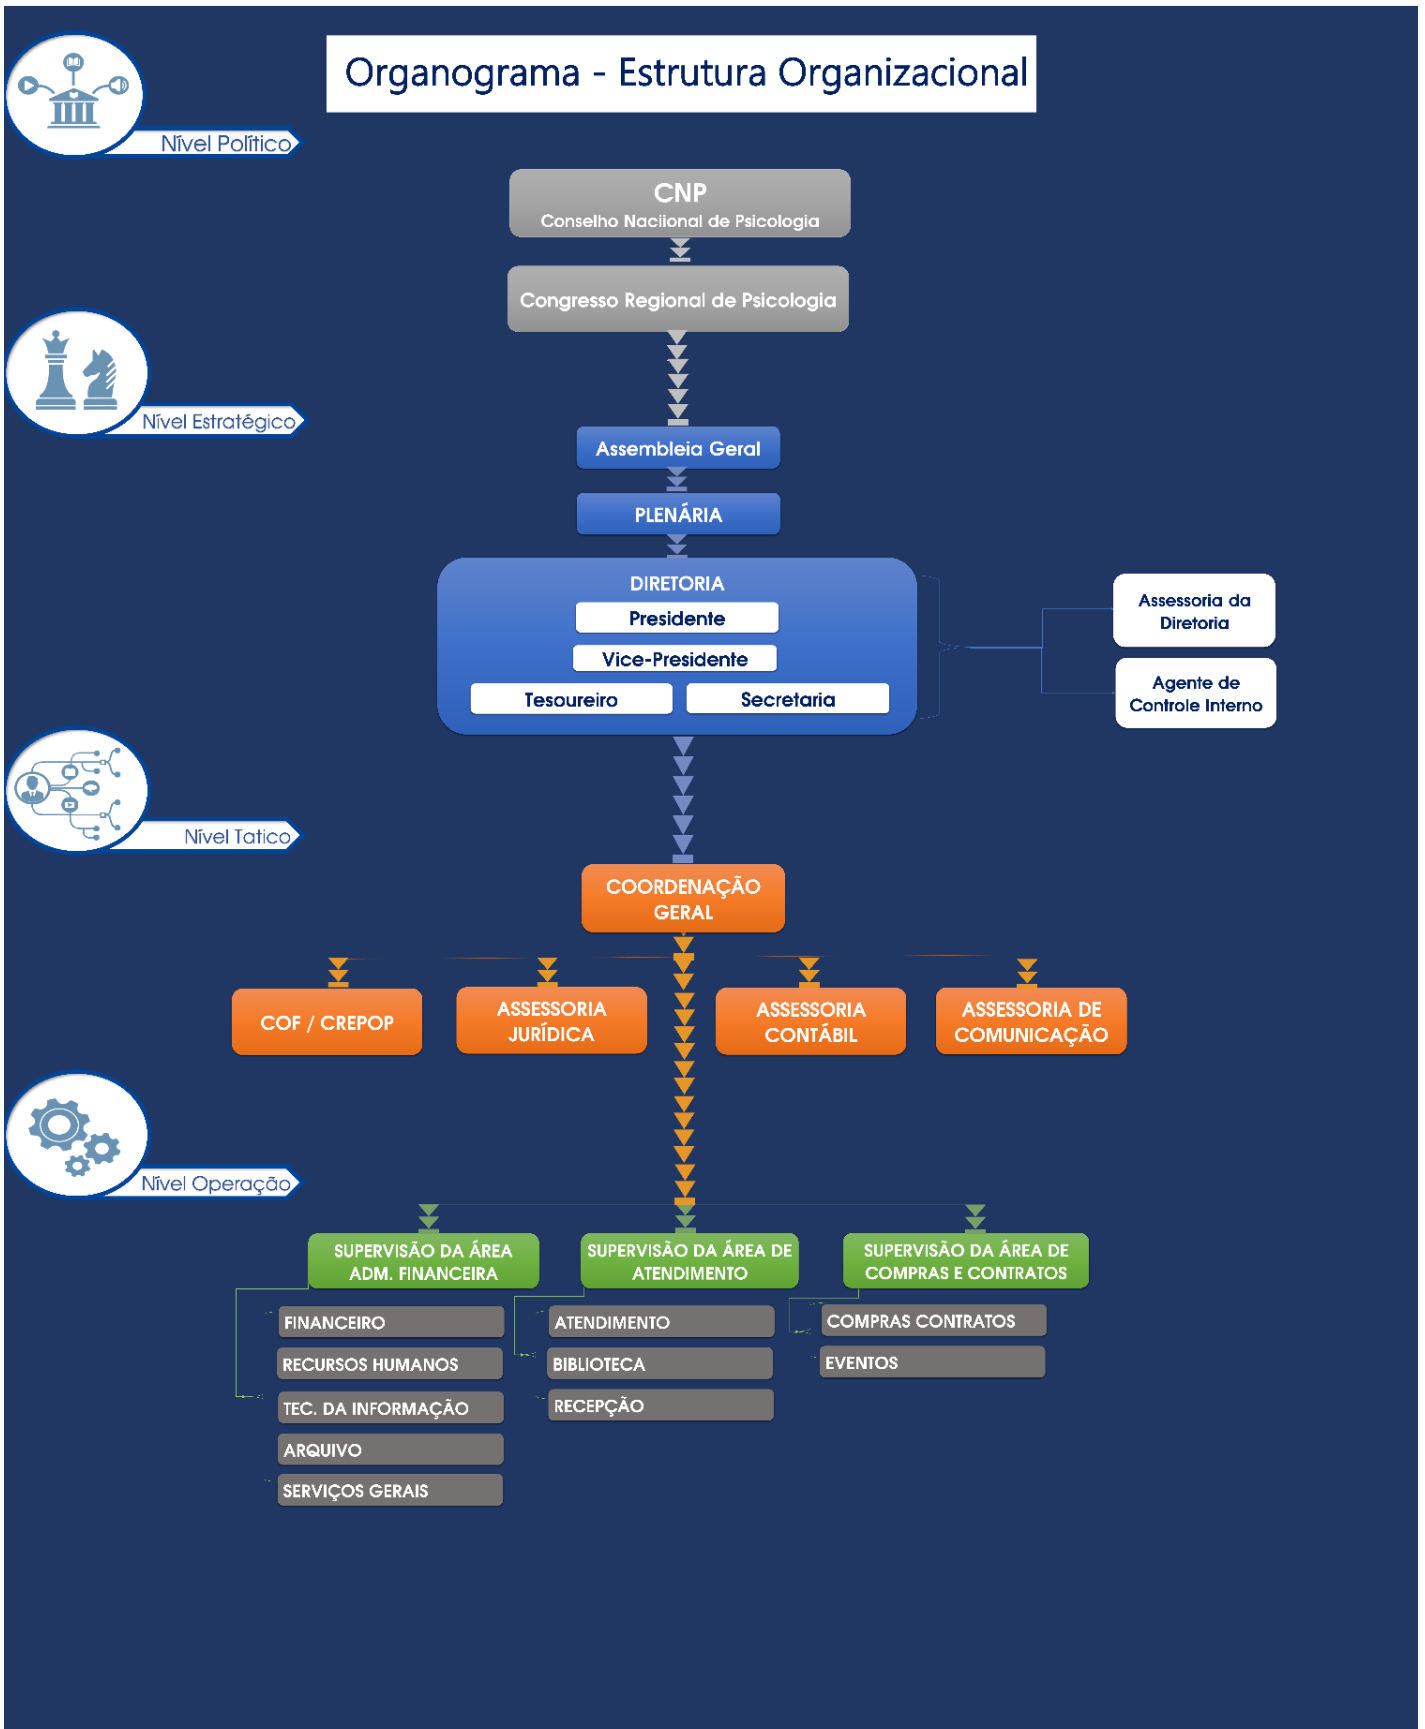 Organograma - Estrutura Organizacional
Nível Político
CNP
Conselho Naciional de Psicologia
Congresso Regional de Psicologia
Nível Estratégico
Assembleia Geral
PLENÁRIA
DIRETORIA
Presidente
Vice-Presidente
Tesoureiro
Secretaria
Assessoria da
Diretoria
Agente de
Controle Interno
Nível Tatico
COORDENAÇÃO
GERAL
COF / CREPOP
ASSESSORIA
JURÍDICA
ASSESSORIA
CONTÁBIL
ASSESSORIA DE
COMUNICAÇÃO
Nível Operação
SUPERVISÃO DA ÁREA
ADM. FINANCEIRA
FINANCEIRO
RECURSOS HUMANOS
TEC. DA INFORMAÇÃO
ARQUIVO
SERVIÇOS GERAIS
SUPERVISÃO DA ÁREA DE
ATENDIMENTO
ATENDIMENTO
BIBLIOTECA
RECEPÇÃO
SUPERVISÃO DA ÁREA DE
COMPRAS E CONTRATOS
COMPRAS CONTRATOS
EVENTOS